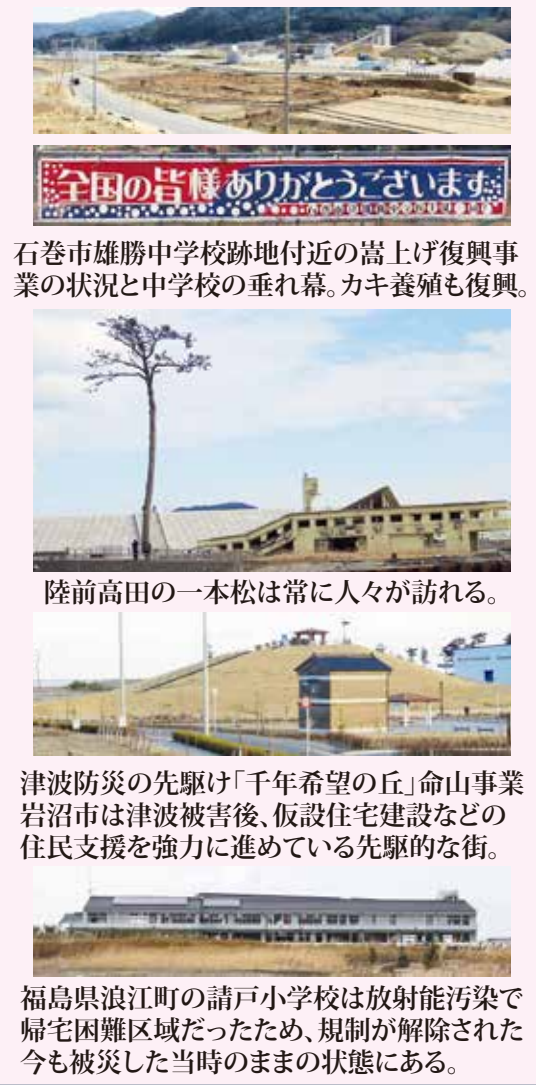 全国の皆様ありがとうございます
石巻市雄勝中学校跡地付近の嵩上げ復興事
業の状況と中学校の垂れ幕。カキ養殖も復興。
陸前高田の一本松は常に人々が訪れる。
津波防災の先駆け「千年希望の丘」命山事業
岩沼市は津波被害後、仮設住宅建設などの
住民支援を強力に進めている先駆的な街。
福島県浪江町の請戸小学校は放射能汚染で
帰宅困難区域だったため、規制が解除された
今も被災した当時のままの状態にある。